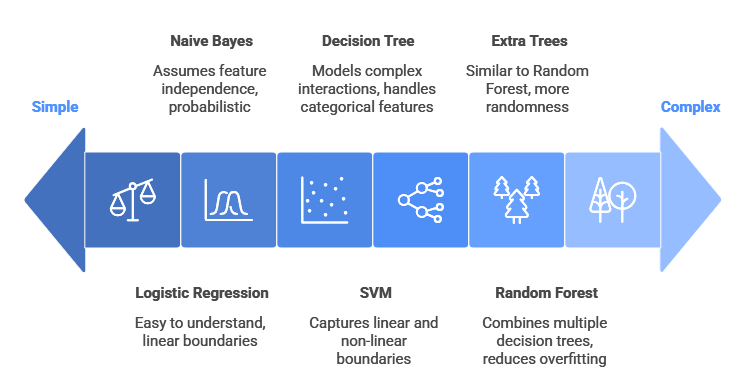 Naive Bayes
Assumes feature
independence,
probabilistic
Decision Tree
Models complex
interactions, handles
categorical features
Extra Trees
Similar to Random
Forest, more
randomness
Simple
Complex
Logistic Regression
Easy to understand,
linear boundaries
SVM
Captures linear and
non-linear
boundaries
Random Forest
Combines multiple
decision trees,
reduces overfitting